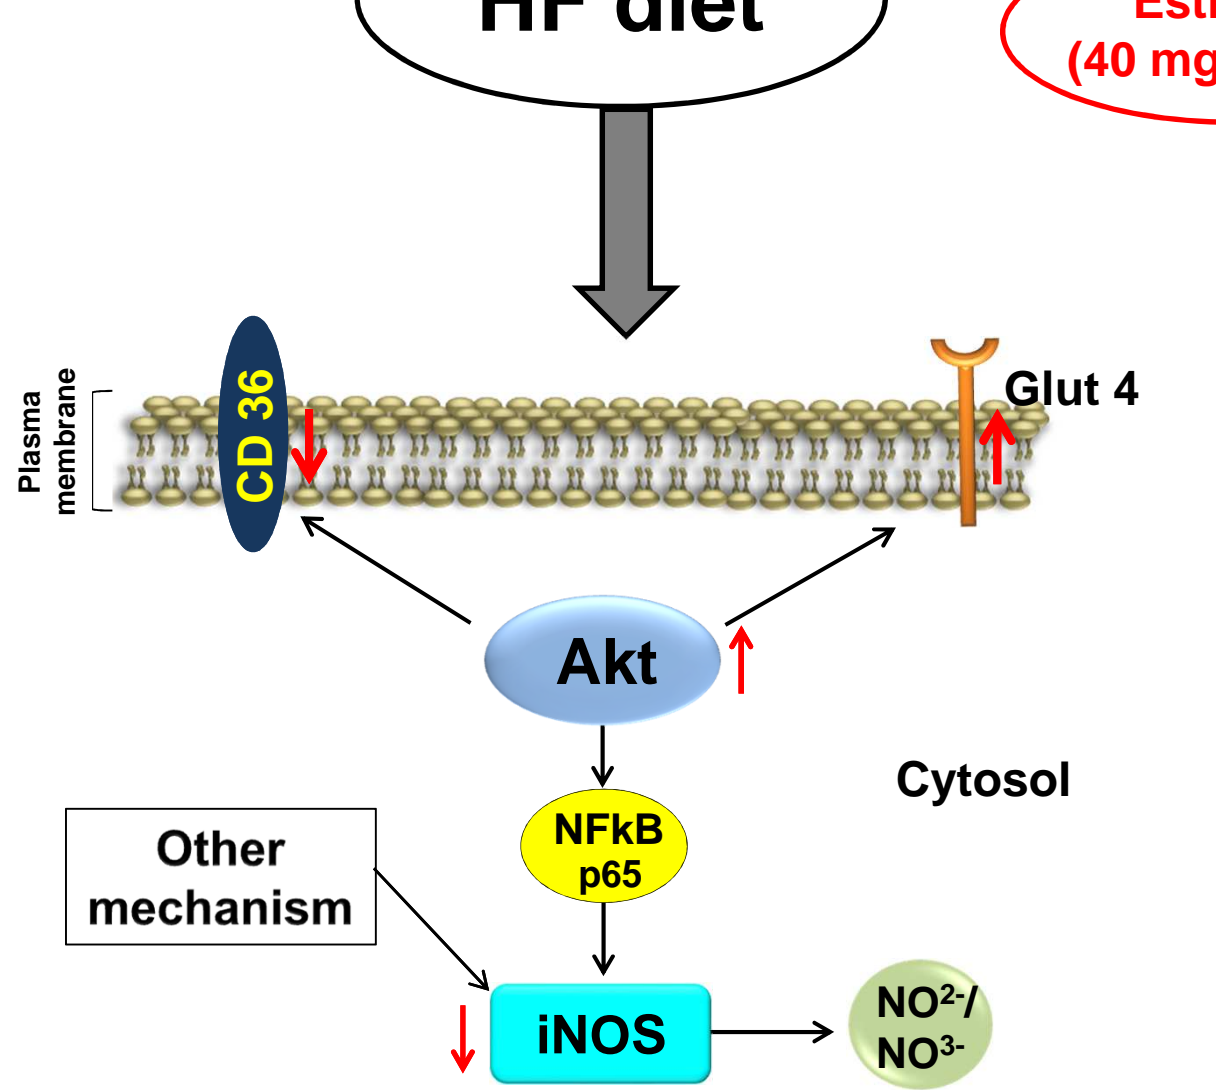 HF diet
(40 mg
Plasma
membrane
CD 36
Glut 4
Akt
Cytosol
NFkB
p65
Other
mechanism
iNOS
NO²⁻/
NO³⁻